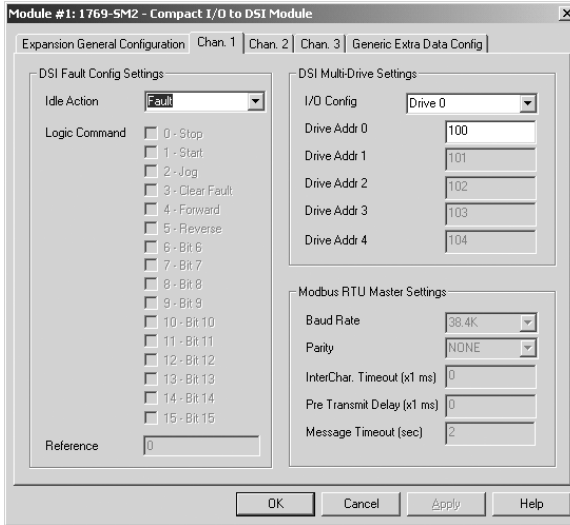 Module #1: 1769-SM2 - Compact I/O to DSI Module
Expansion General Configuration Chan. 1 Chan. 2 Chan. 3 Generic Extra Data Config
DSI Fault Config Settings
Idle Action Fault
Logic Command 0 - Stop
1 - Start
2 - Jog
3 - Clear Fault
4 - Forward
5 - Reverse
6 - Bit 6
7 - Bit 7
8 - Bit 8
9 - Bit 9
10 - Bit 10
11 - Bit 11
12 - Bit 12
13 - Bit 13
14 - Bit 14
15 - Bit 15
Reference 0
DSI Multi-Drive Settings
I/O Config Drive 0
Drive Addr 0 100
Drive Addr 1 101
Drive Addr 2 102
Drive Addr 3 103
Drive Addr 4 104
Modbus RTU Master Settings
Baud Rate 38.4K
Parity NONE
InterChar. Timeout (x1 ms) 0
Pre Transmit Delay (x1 ms) 0
Message Timeout (sec) 2
OK Cancel Apply Help